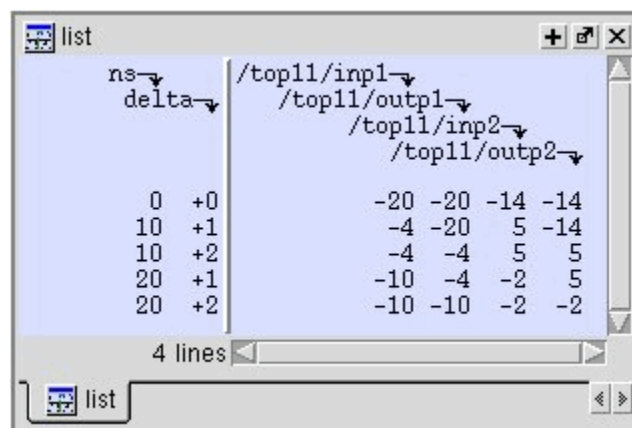 list
ns /top11/inp1
delta /top11/outp1
/top11/inp2
/top11/outp2
0 +0 -20 -20 -14 -14
10 +1 -4 -20 5 -14
10 +2 -4 -4 5 5
20 +1 -10 -4 -2 5
20 +2 -10 -10 -2 -2
4 lines
list